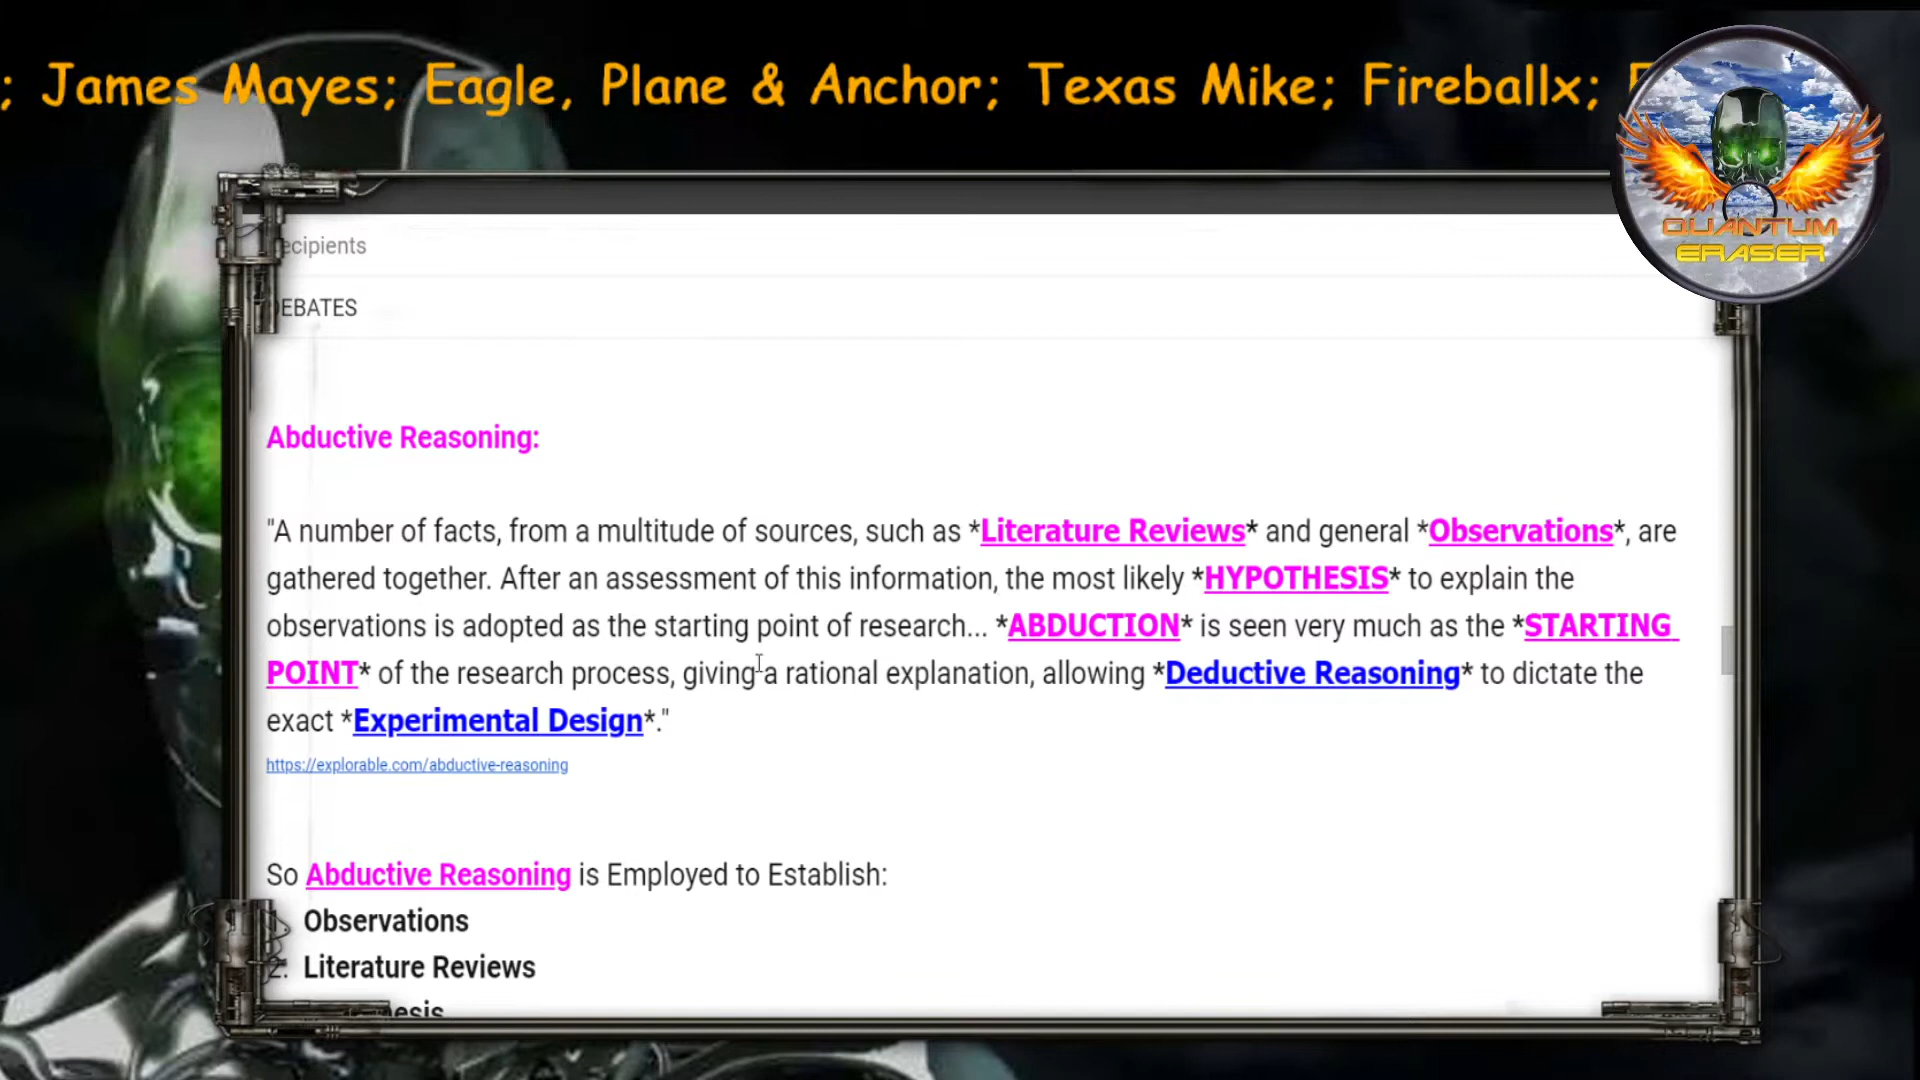 ; James Mayes; Eagle, Plane & Anchor; Texas Mike; Fireballx;
QUANTUM
ERASER
ecipients
EBATES
Abductive Reasoning:
"A number of facts, from a multitude of sources, such as *Literature Reviews* and general *Observations*, are
gathered together. After an assessment of this information, the most likely *HYPOTHESIS* to explain the
observations is adopted as the starting point of research... *ABDUCTION* is seen very much as the *STARTING
POINT* of the research process, giving a rational explanation, allowing *Deductive Reasoning* to dictate the
exact *Experimental Design*."
https://explorable.com/abductive-reasoning
So Abductive Reasoning is Employed to Establish:
Observations
2. Literature Reviews